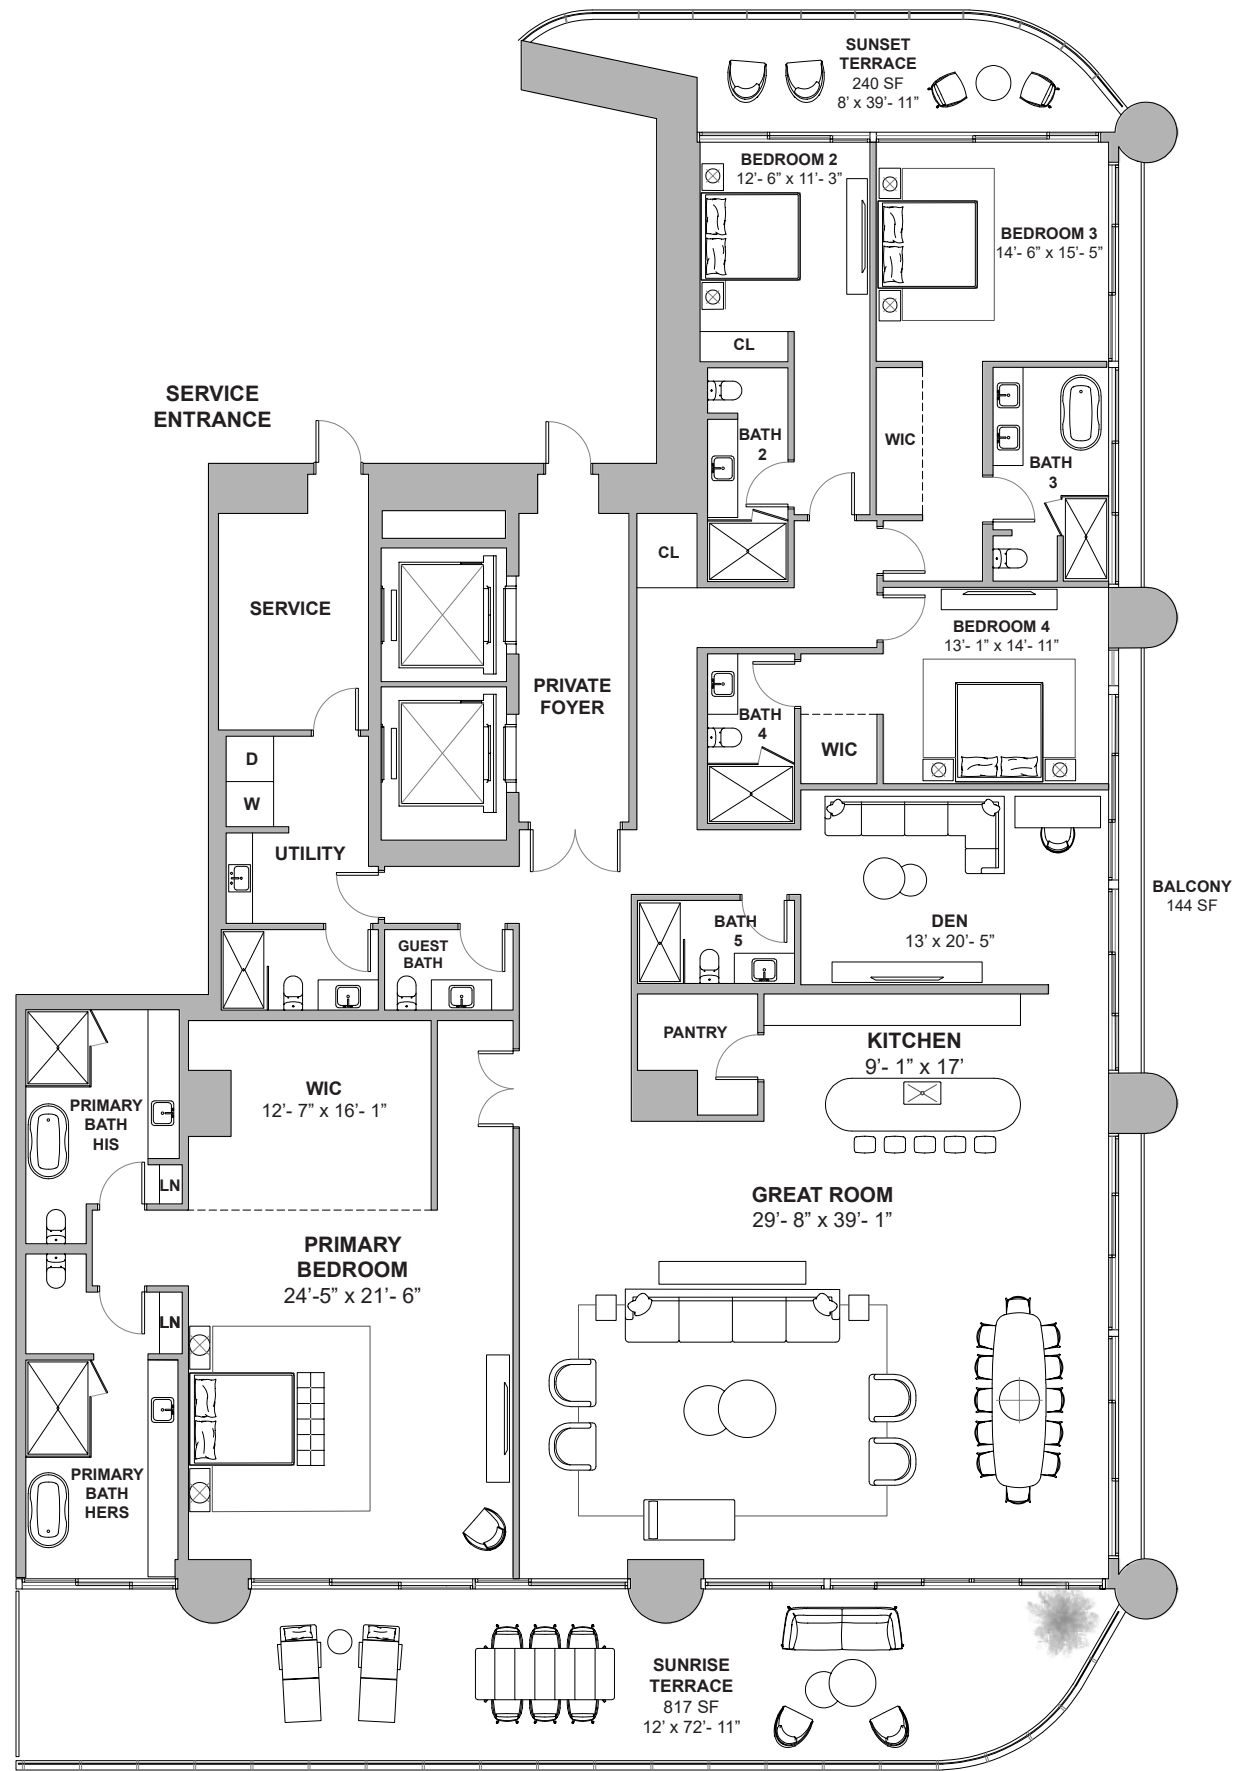 SUNSET
TERRACE
240 SF
8’ x 39’- 11”
BEDROOM 2
12’- 6” x 11’- 3”
BEDROOM 3
14’- 6” x 15’- 5”
CL
SERVICE
ENTRANCE
BATH
2
WIC
BATH
3
CL
SERVICE
BEDROOM 4
13’- 1” x 14’- 11”
PRIVATE
FOYER
BATH
4
WIC
D
W
UTILITY
BALCONY
144 SF
BATH
5
DEN
13’ x 20’- 5”
GUEST
BATH
PANTRY
KITCHEN
9’- 1” x 17’
WIC
12’- 7” x 16’- 1”
PRIMARY
BATH
HIS
LN
GREAT ROOM
29’- 8” x 39’- 1”
PRIMARY
BEDROOM
24’-5” x 21’- 6”
LN
PRIMARY
BATH
HERS
SUNRISE
TERRACE
817 SF
12’ x 72’- 11”